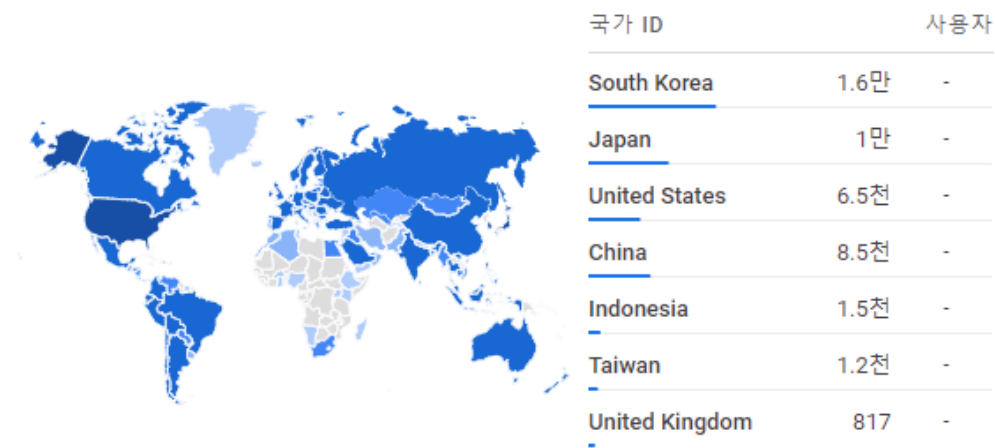 국가 ID 사용자
South Korea 1.6만 -
Japan 1만 -
United States 6.5천 -
China 8.5천 -
Indonesia 1.5천 -
Taiwan 1.2천 -
United Kingdom 817 -